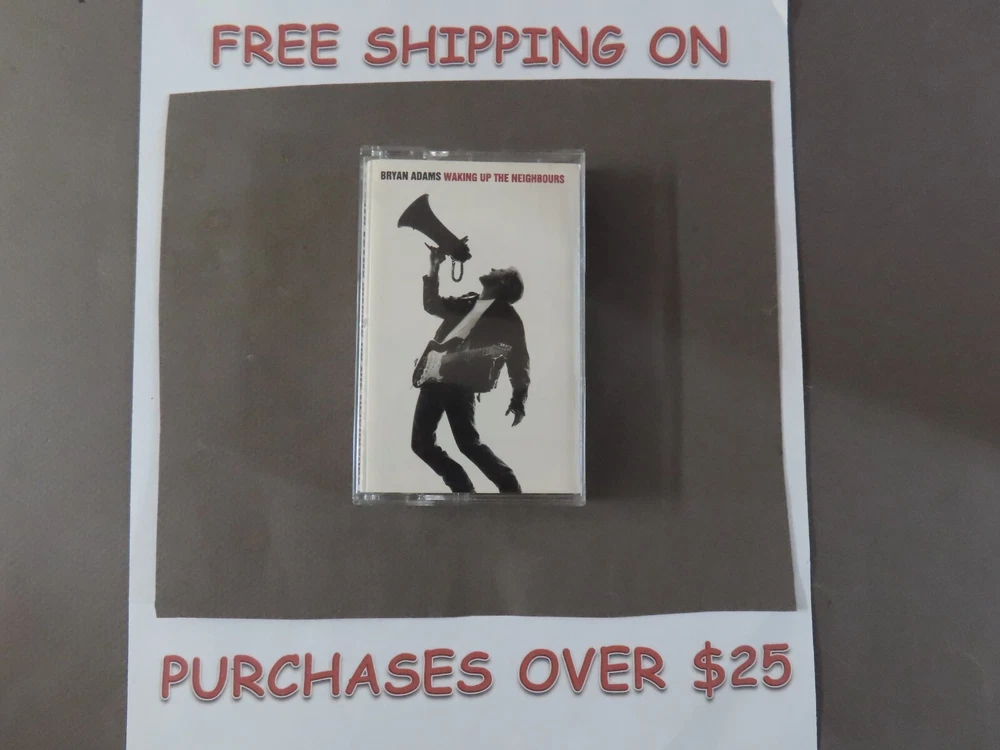 FREE SHIPPING ON
BRYAN ADAMS WAKING UP THE NEIGHBOURS
PURCHASES OVER $25